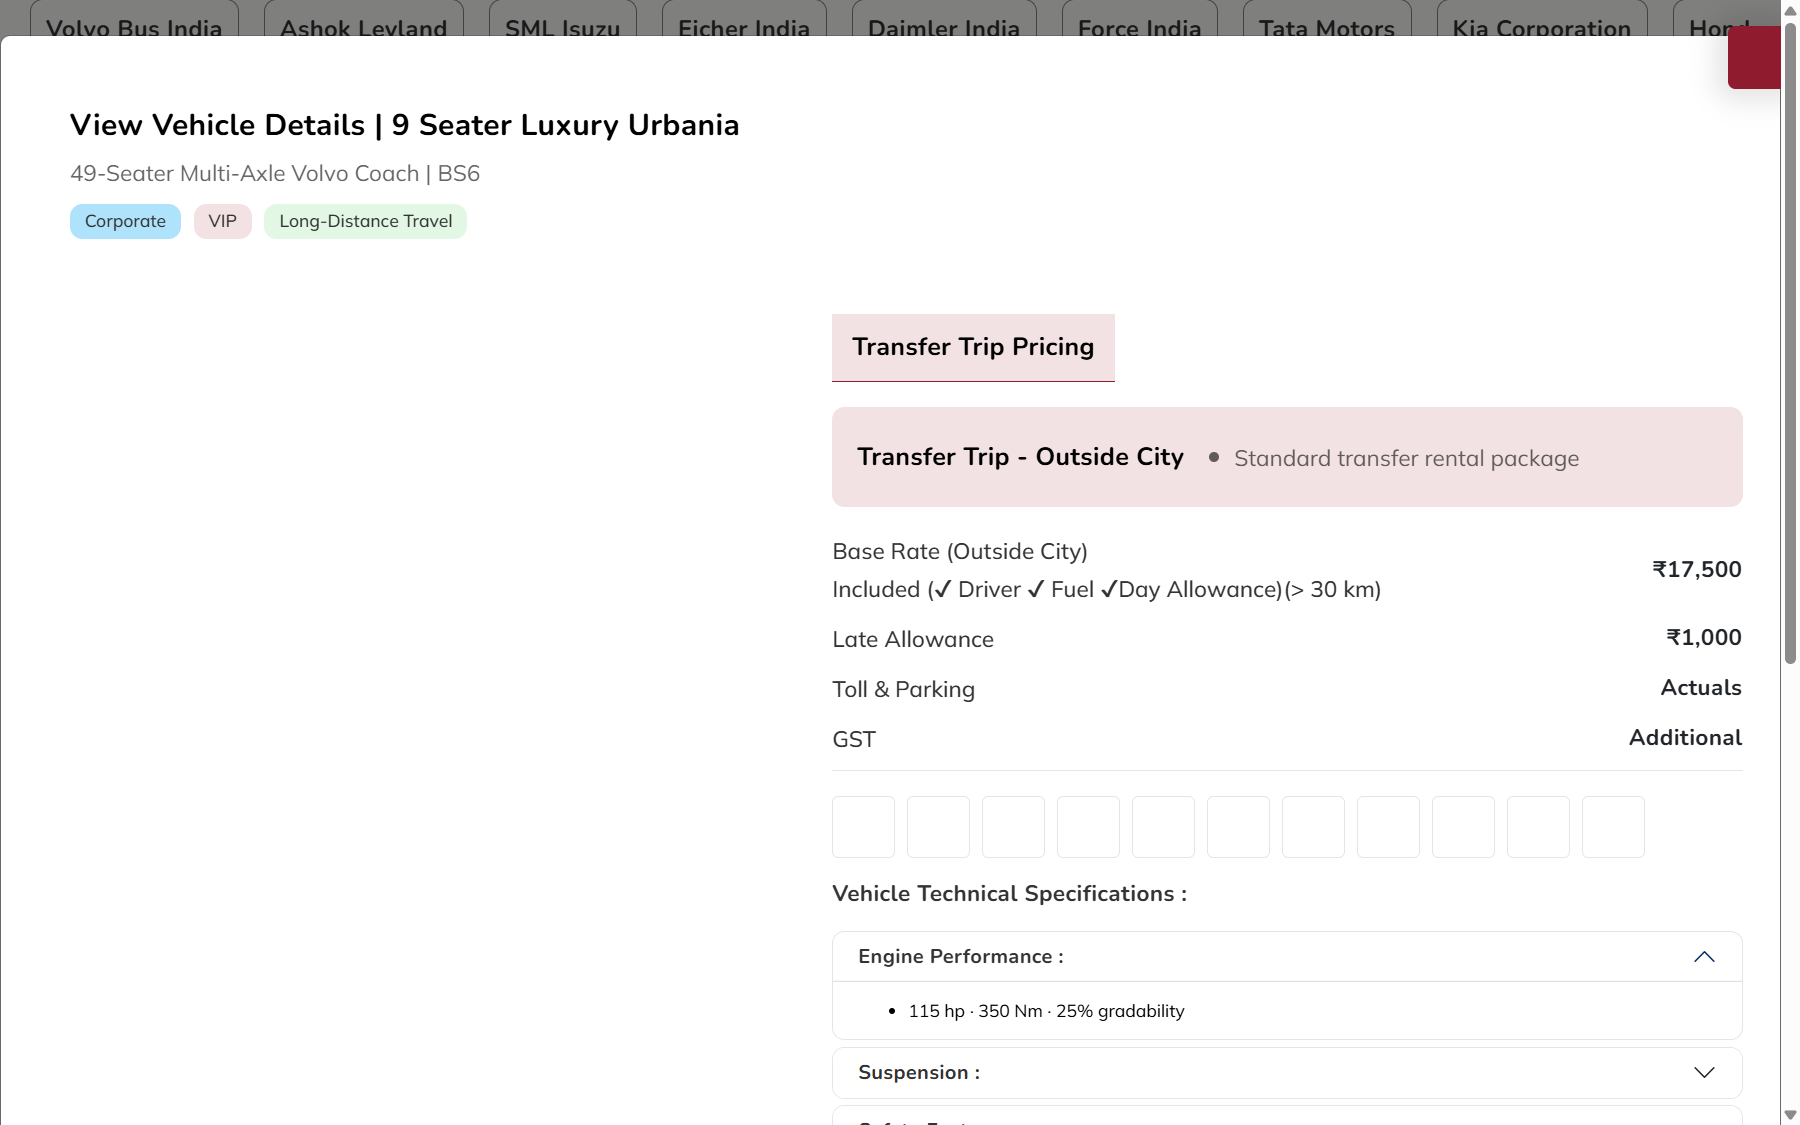 Volvo Bus India
Ashok Leyland
SML Isuzu
Eicher India
Daimler India
Force India
Tata Motors
Kia Corporation
View Vehicle Details | 9 Seater Luxury Urbania
49-Seater Multi-Axle Volvo Coach | BS6
Corporate
VIP
Long-Distance Travel
Transfer Trip Pricing
Transfer Trip - Outside City • Standard transfer rental package
Base Rate (Outside City)
Included (✓ Driver ✓ Fuel ✓Day Allowance)(> 30 km)
₹17,500
Late Allowance
₹1,000
Toll & Parking
Actuals
GST
Additional
Vehicle Technical Specifications :
Engine Performance :
• 115 hp · 350 Nm · 25% gradability
Suspension :